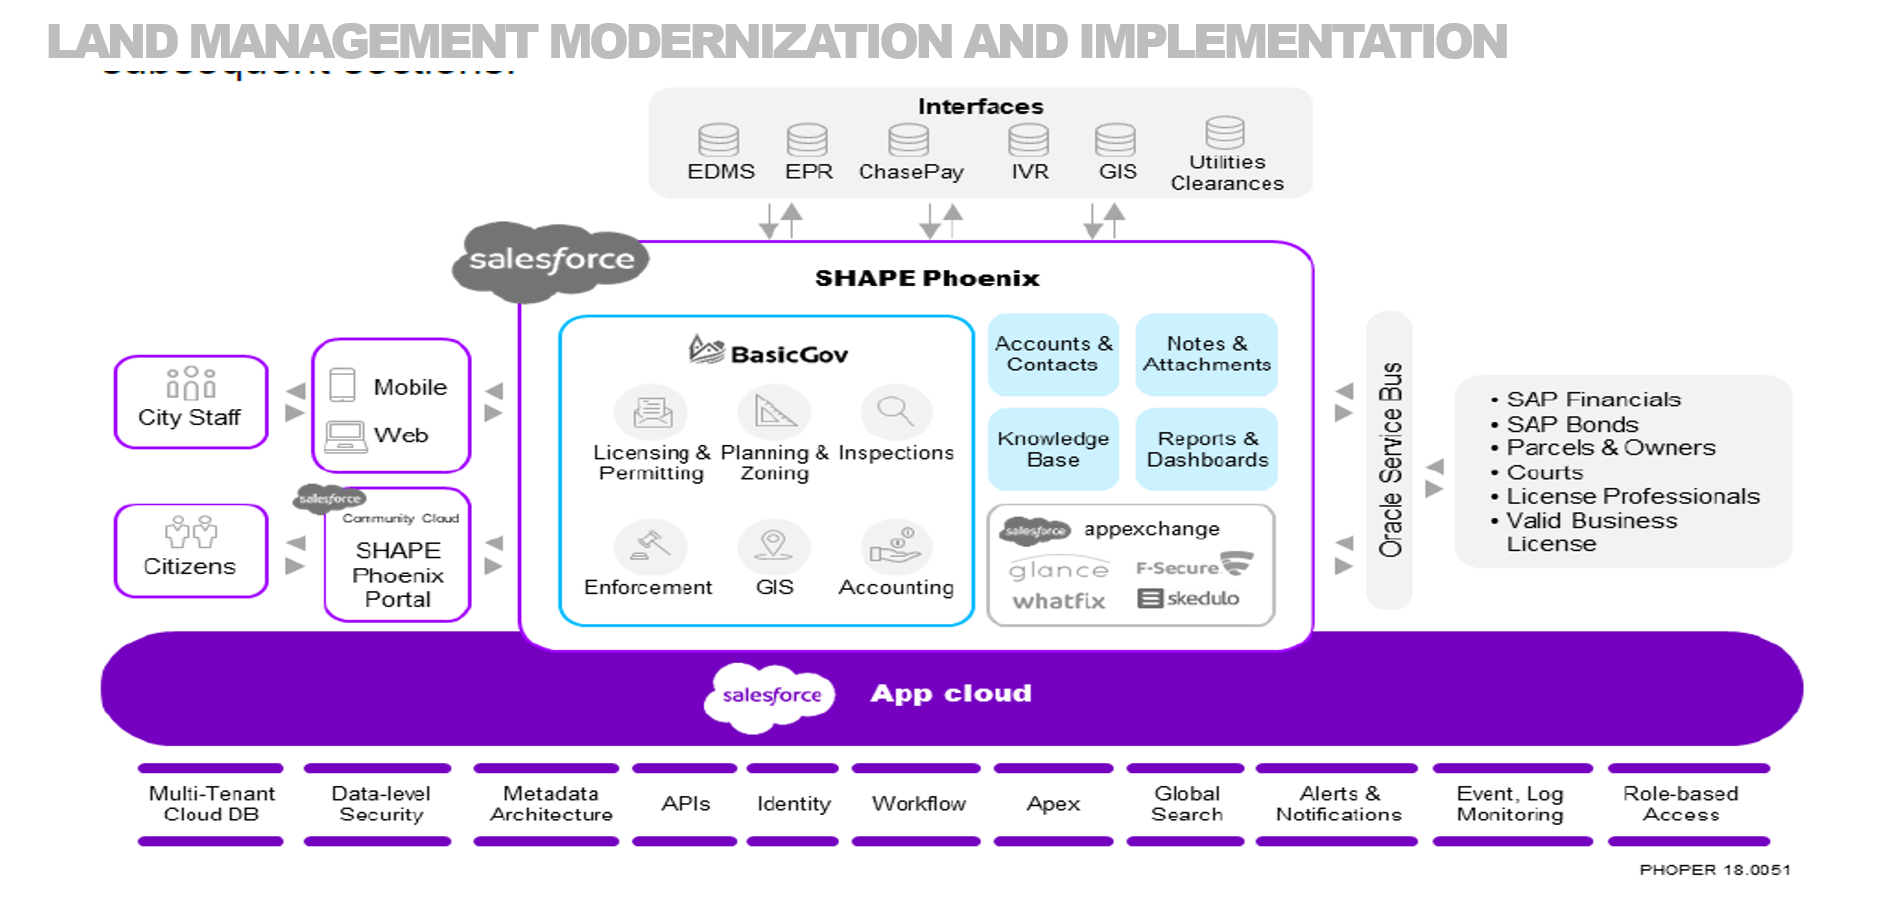 LAND MANAGEMENT MODERNIZATION AND IMPLEMENTATION
subsequent sections.
Interfaces
EDMS
EPR
ChasePay
IVR
GIS
Utilities
Clearances
salesforce
SHAPE Phoenix
City Staff
Mobile
Web
Citizens
salesforce
Community Cloud
SHAPE
Phoenix
Portal
BasicGov
Licensing &
Permitting
Planning &
Zoning
Inspections
Enforcement
GIS
Accounting
Accounts &
Contacts
Notes &
Attachments
Knowledge
Base
Reports &
Dashboards
salesforce
appexchange
glance
F-Secure
whatfix
skedulo
Oracle Service Bus
• SAP Financials
• SAP Bonds
• Parcels & Owners
• Courts
• License Professionals
• Valid Business
License
salesforce
App cloud
Multi-Tenant
Cloud DB
Data-level
Security
Metadata
Architecture
APIs
Identity
Workflow
Apex
Global
Search
Alerts &
Notifications
Event, Log
Monitoring
Role-based
Access
PHOPER 18.0051